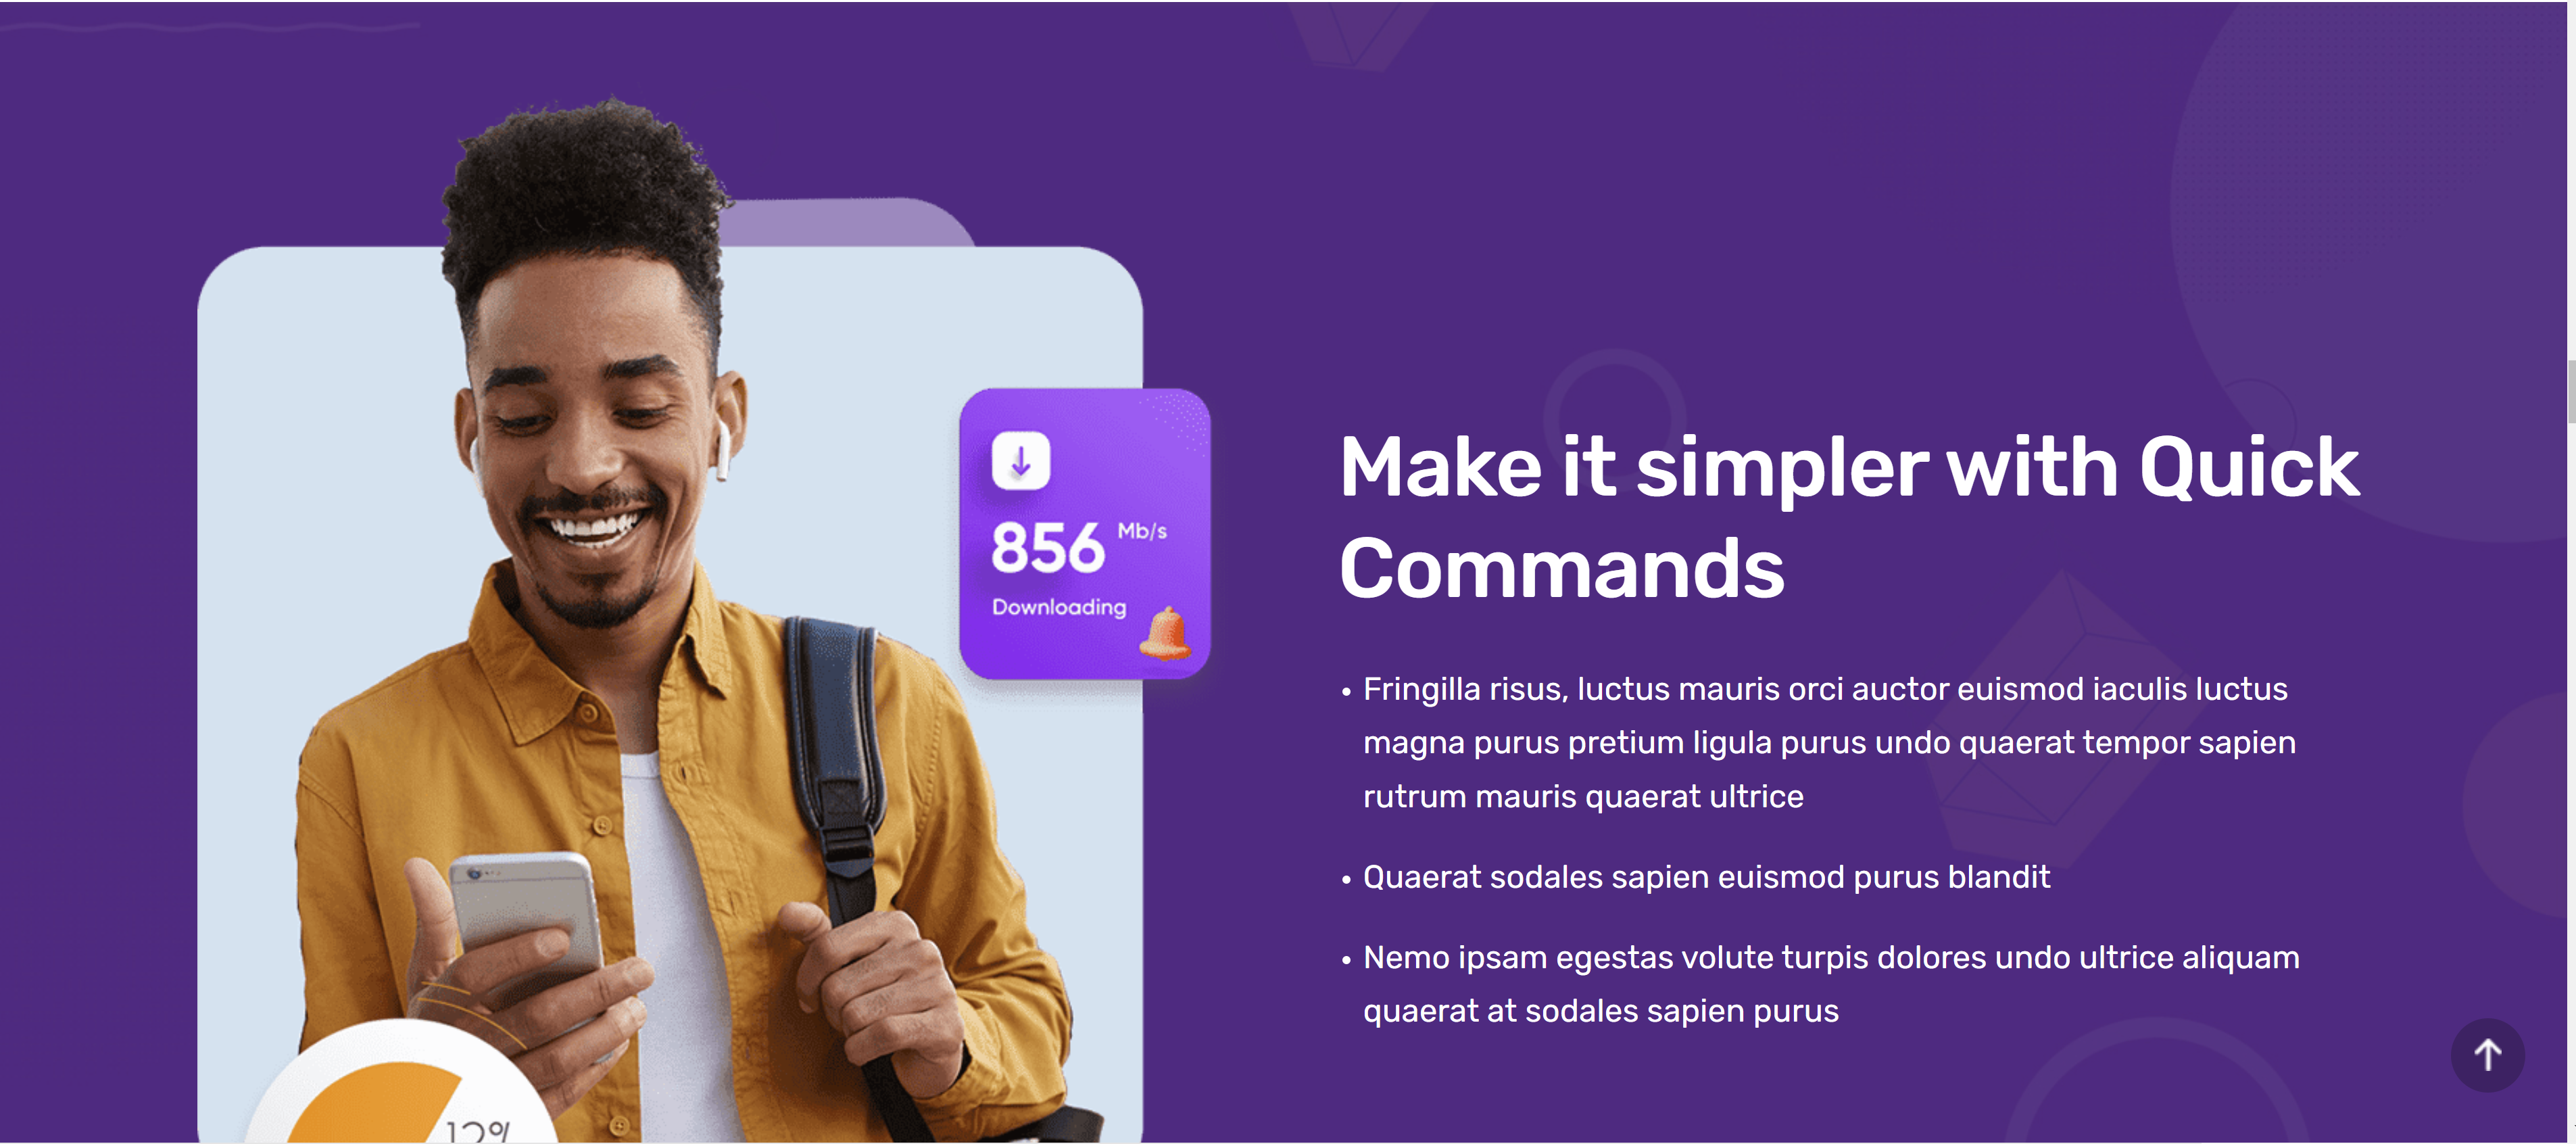 856 Mb/s
Downloading
Make it simpler with Quick
Commands
• Fringilla risus, luctus mauris orci auctor euismod iaculis luctus
magna purus pretium ligula purus undo quaerat tempor sapien
rutrum mauris quaerat ultrice
• Quaerat sodales sapien euismod purus blandit
• Nemo ipsam egestas volute turpis dolores undo ultrice aliquam
quaerat at sodales sapien purus
12%